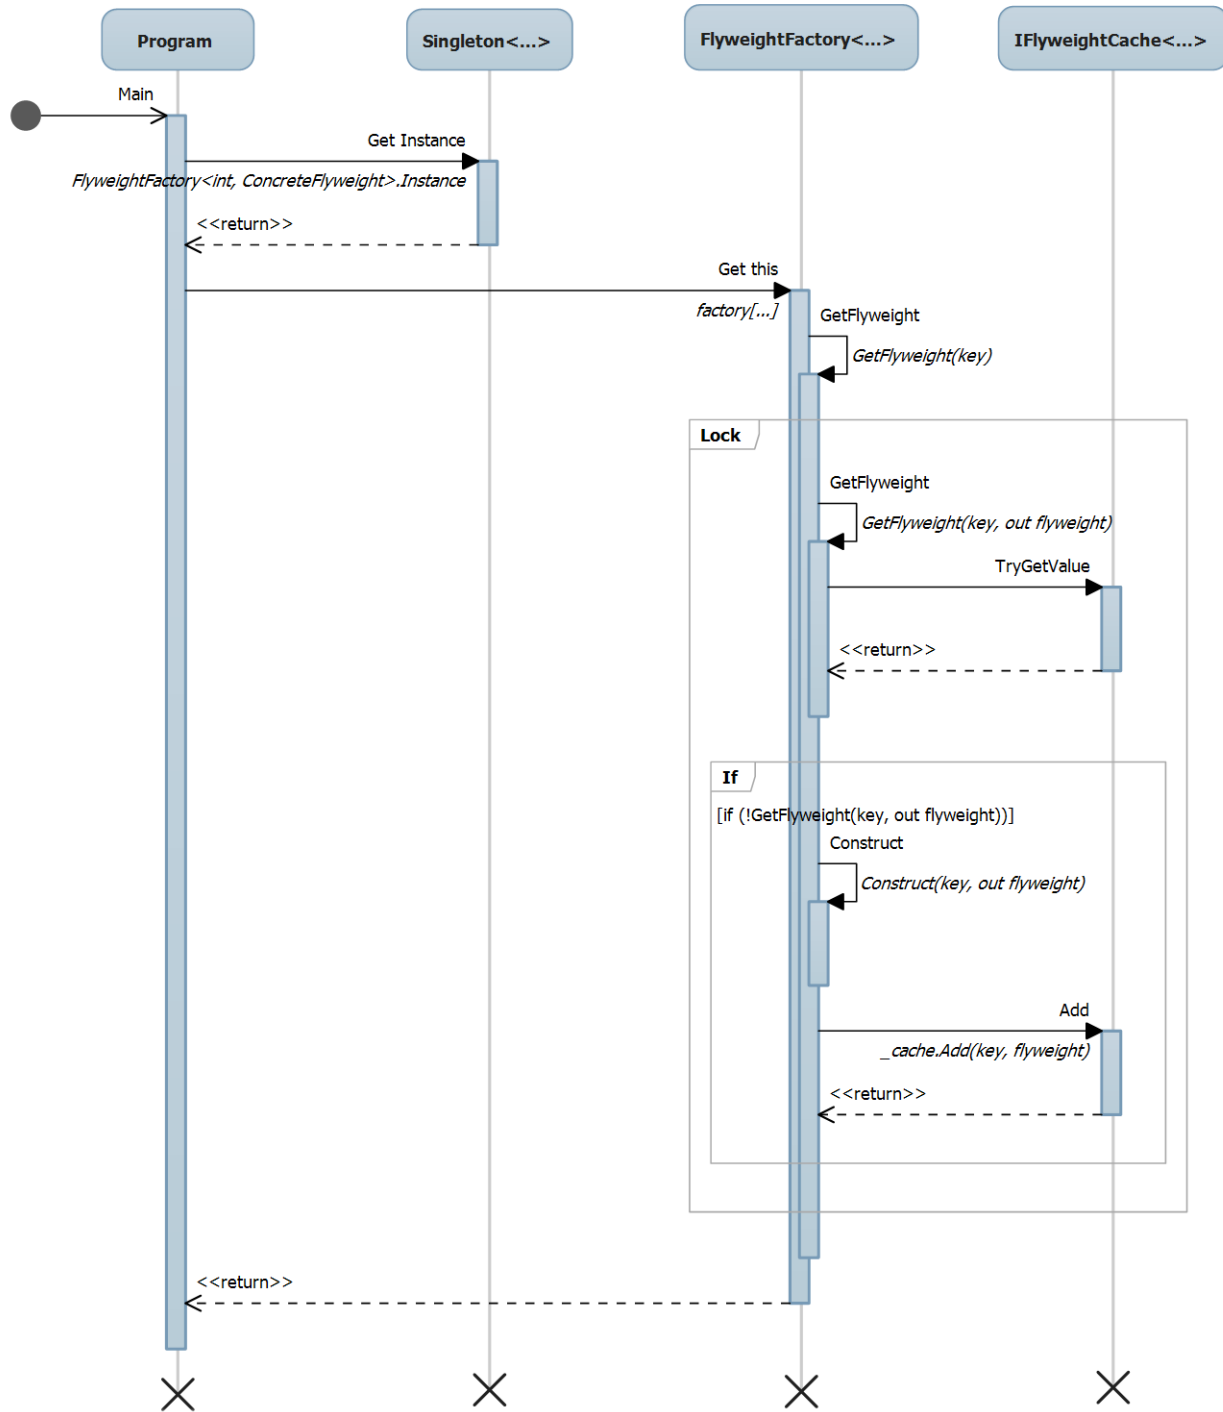 Program
Singleton<...>
FlyweightFactory<...>
IFlyweightCache<...>
Main
Get Instance
FlyweightFactory<int, ConcreteFlyweight>.Instance
<<return>>
Get this
factory[...]
GetFlyweight
GetFlyweight(key)
Lock
GetFlyweight
GetFlyweight(key, out flyweight)
TryGetValue
<<return>>
If
[if (!GetFlyweight(key, out flyweight))]
Construct
Construct(key, out flyweight)
Add
_cache.Add(key, flyweight)
<<return>>
<<return>>